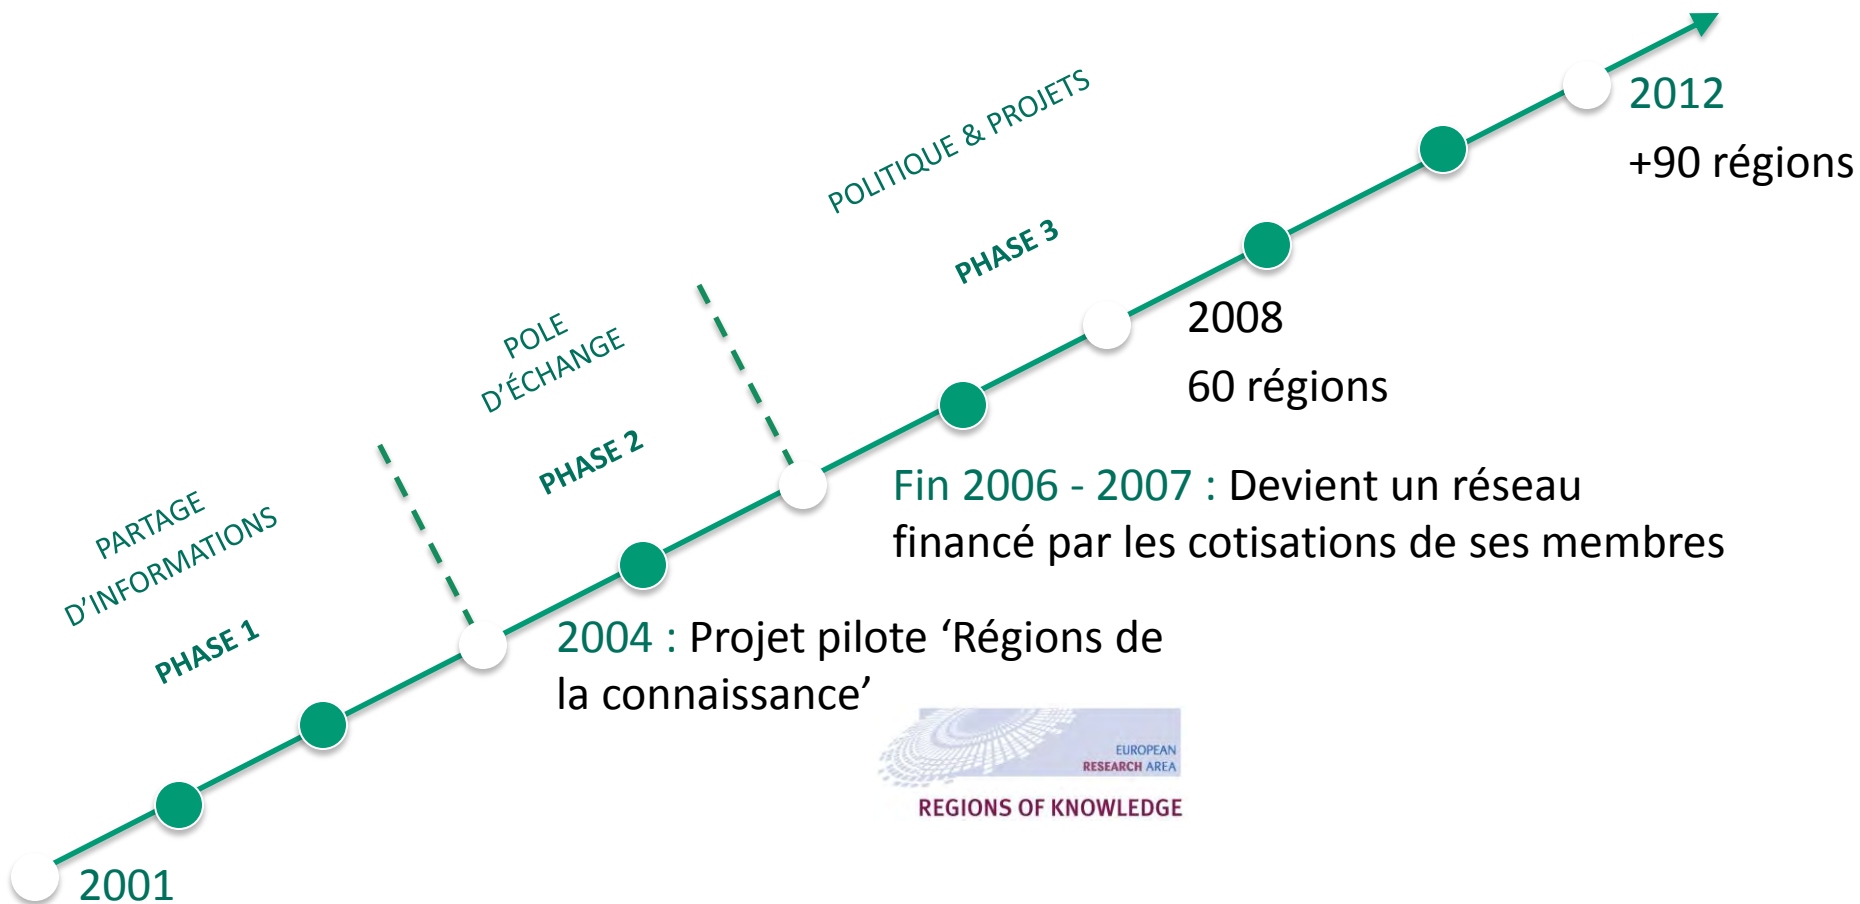 2012
+90 régions
POLITIQUE & PROJETS
PHASE 3
2008
60 régions
POLE
D'ÉCHANGE
PHASE 2
Fin 2006 - 2007 : Devient un réseau
financé par les cotisations de ses membres
PARTAGE
D'INFORMATIONS
PHASE 1
2004 : Projet pilote ‘Régions de
la connaissance’
EUROPEAN
RESEARCH AREA
REGIONS OF KNOWLEDGE
2001